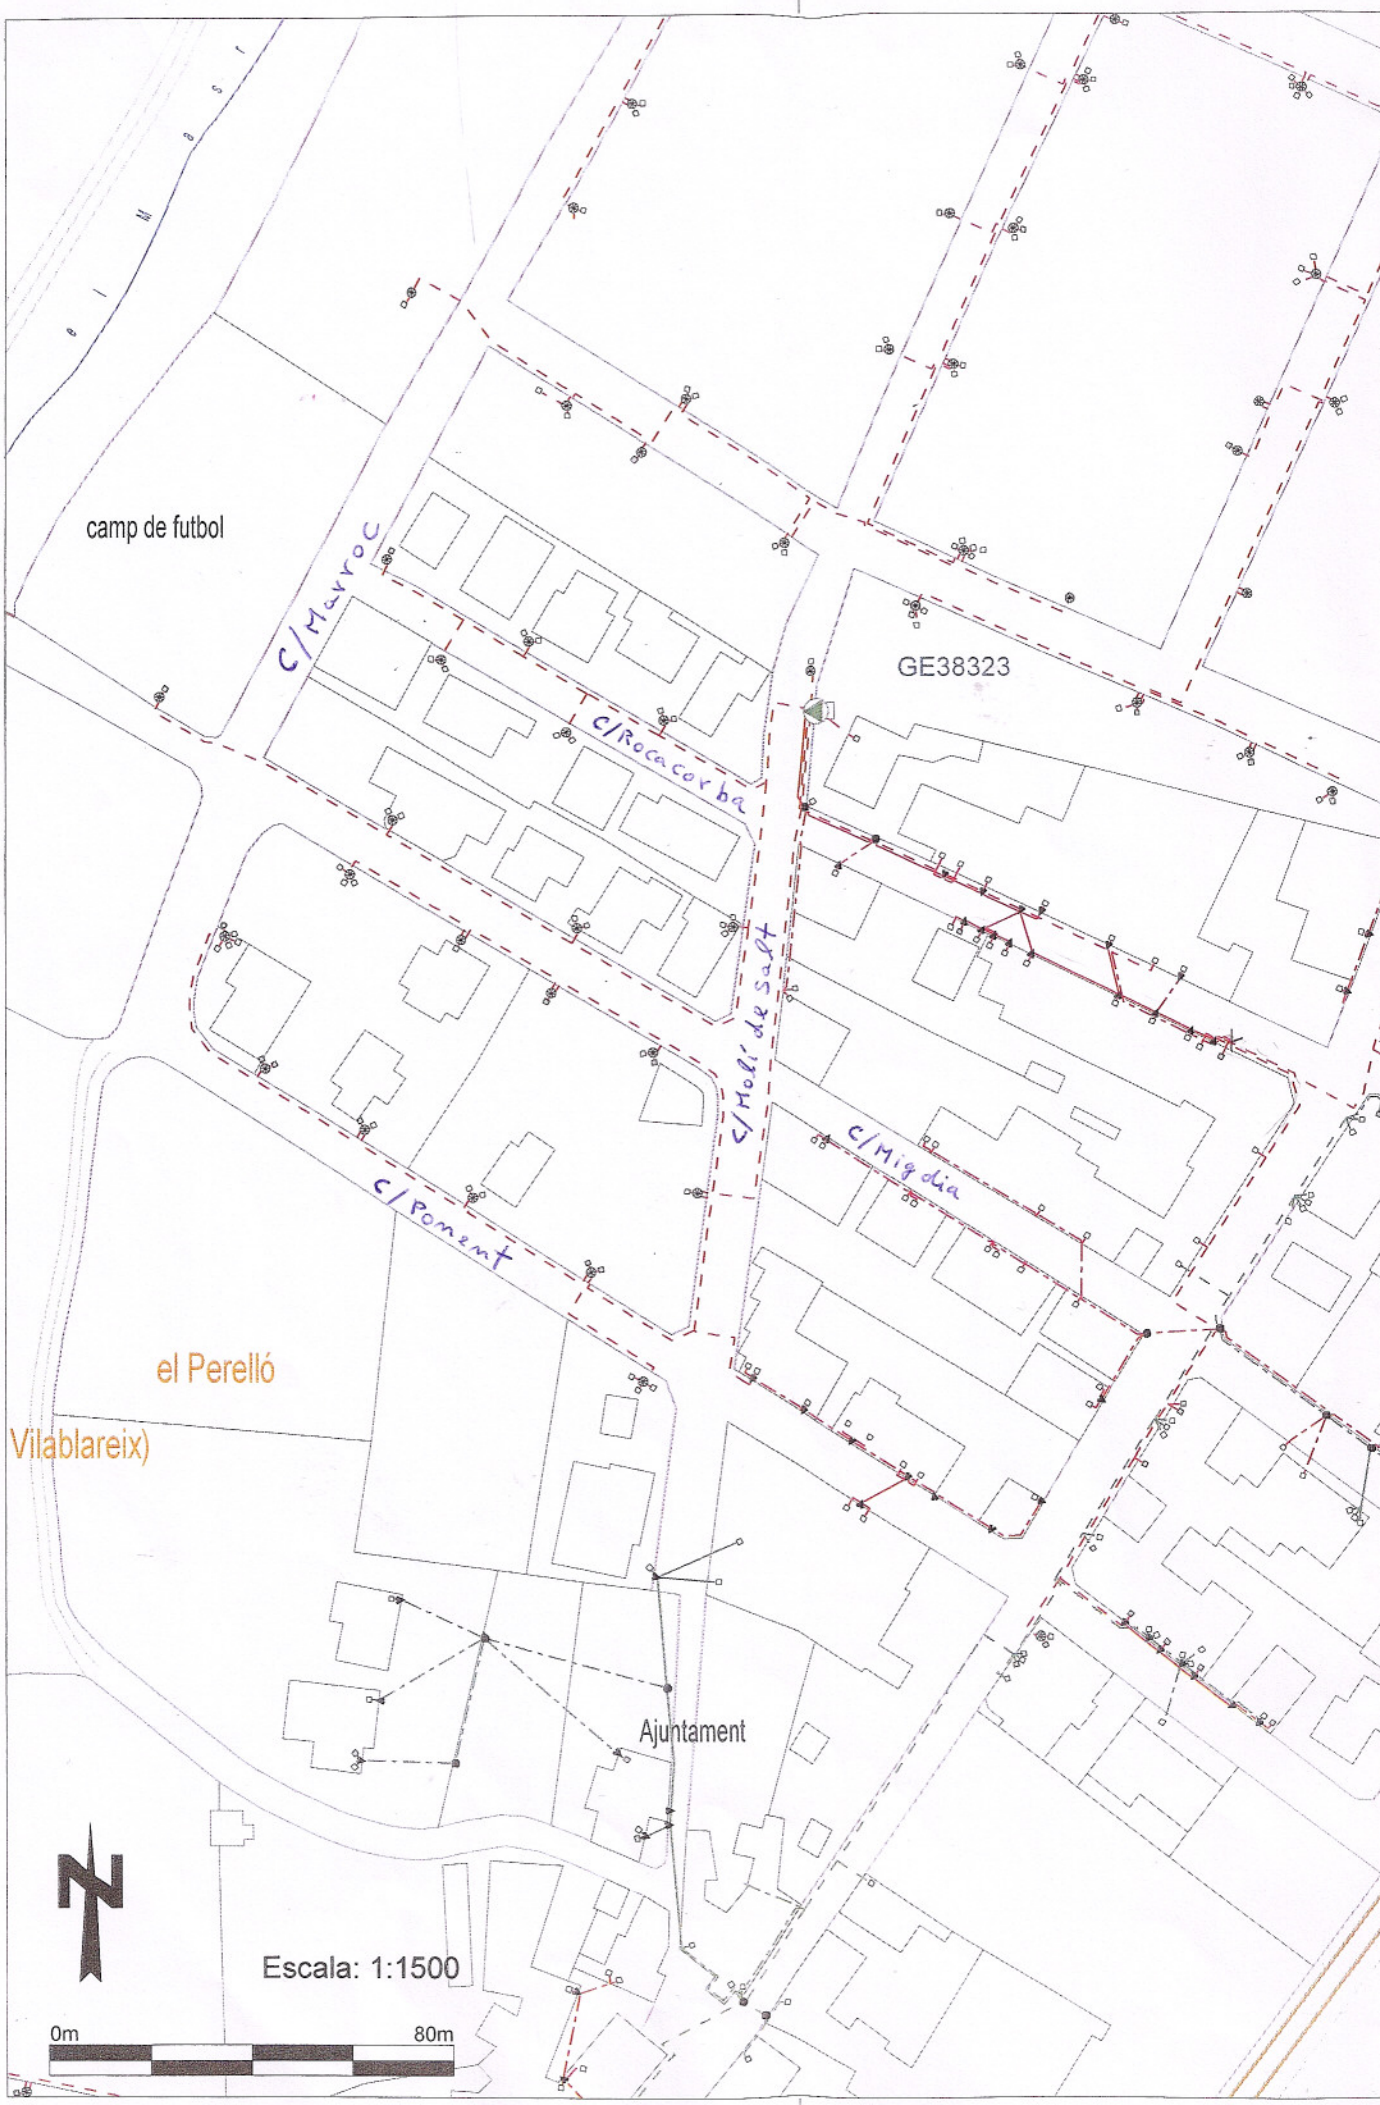 r
s
a
M
l
e
camp de futbol
C/Marroc
GE38323
C/Rocacorba
C/Molí de salt
C/Migdia
C/Ponent
el Perelló
Vilablareix)
Ajuntament
N
Escala: 1:1500
0m 80m